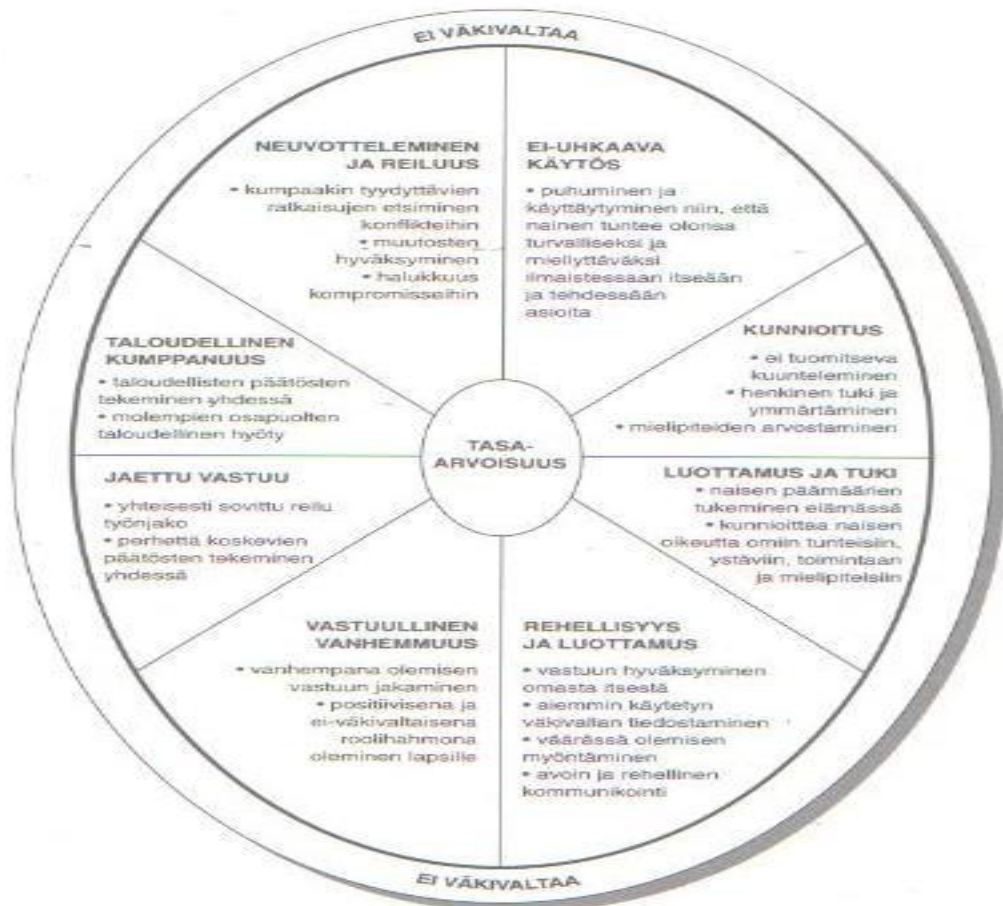 EI VÄKIVALTAA
NEUVOTTELEMINEN
JA REILUUS
• kumpaakin tyydyttävien
ratkaisujen etsiminen
konflikteihin
• muutosten
hyväksyminen
• halukkuus
kompromisseihin
EI-UHKAAVA
KÄYTÖS
• puhuminen ja
käyttäytyminen niin, että
nainen tuntee olonsa
turvalliseksi ja
miellyttäväksi
ilmaistessaan itseään
ja tehdessään
asioita
TALOUDELLINEN
KUMPPANUUS
• taloudellisten päätösten
tekeminen yhdessä
• molempien osapuolten
taloudellinen hyöty
KUNNIOITUS
• ei tuomitseva
kuunteleminen
• henkinen tuki ja
ymmärtäminen
• mielipiteiden arvostaminen
TASA-
ARVOISUUS
JAETTU VASTUU
• yhteisesti sovittu reilu
työnjako
• perhettä koskevien
päätösten tekeminen
yhdessä
LUOTTAMUS JA TUKI
• naisen päämäärien
tukeminen elämässä
• kunnioittaa naisen
oikeutta omiin tunteisiin,
ystäviin, toimintaan
ja mielipiteisiin
VASTUULLINEN
VANHEMMUUS
• vanhempana olemisen
vastuun jakaminen
• positiivisena ja
ei-väkivaltaisena
roolihahmona
oleminen lapsille
REHELLISYYS
JA LUOTTAMUS
• vastuun hyväksyminen
omasta itsestä
• aiemmin käytetyn
väkivallan tiedostaminen
• väärässä olemisen
myöntäminen
• avoin ja rehellinen
kommunikointi
EI VÄKIVALTAA